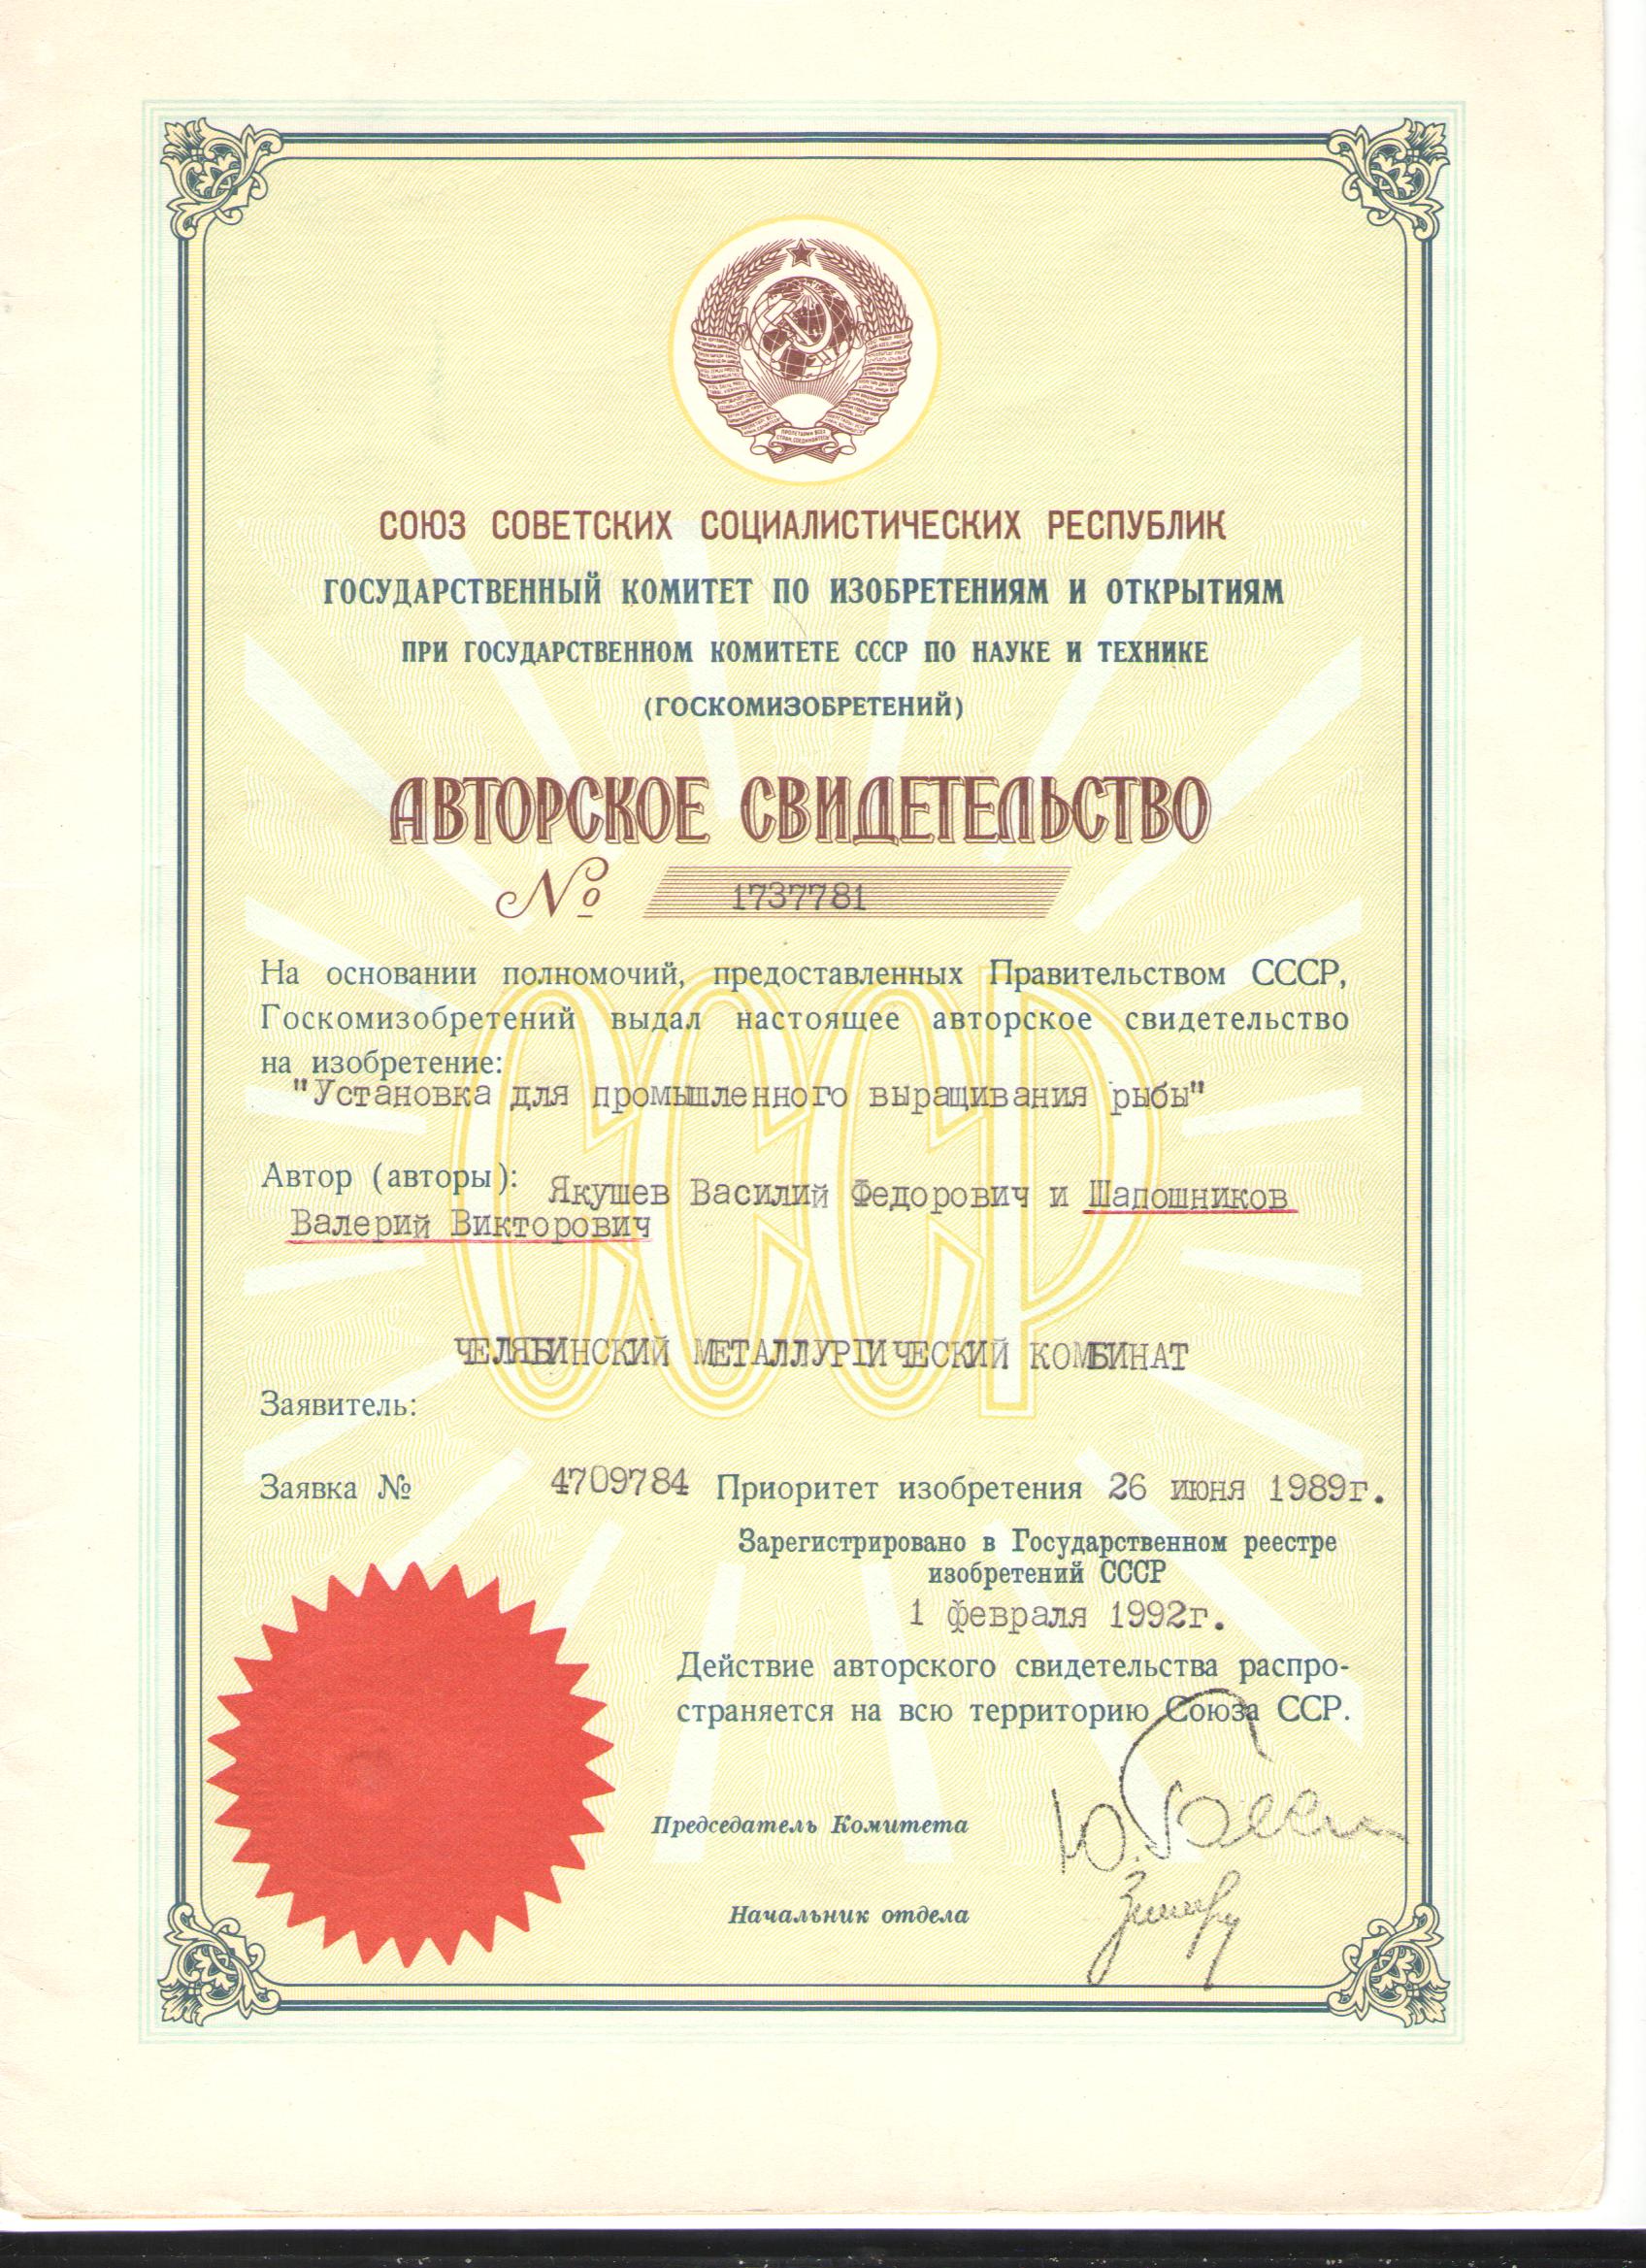 СОЮЗ СОВЕТСКИХ СОЦИАЛИСТИЧЕСКИХ РЕСПУБЛИК
ГОСУДАРСТВЕННЫЙ КОМИТЕТ ПО ИЗОБРЕТЕНИЯМ И ОТКРЫТИЯМ
ПРИ ГОСУДАРСТВЕННОМ КОМИТЕТЕ СССР ПО НАУКЕ И ТЕХНИКЕ
(ГОСКОМИЗОБРЕТЕНИЙ)
АВТОРСКОЕ СВИДЕТЕЛЬСТВО
№ 1737781
На основании полномочий, предоставленных Правительством СССР,
Госкомизобретений выдал настоящее авторское свидетельство
на изобретение:
"Установка для промышленного выращивания рыбы"
СССР
Автор (авторы): Якушев Василий Федорович и Шапошников
Валерий Викторович
ЧЕЛЯБИНСКИЙ МЕТАЛЛУРГИЧЕСКИЙ КОМБИНАТ
Заявитель:
Заявка № 4709784 Приоритет изобретения 26 июня 1989г.
Зарегистрировано в Государственном реестре
изобретений СССР
1 февраля 1992г.
Действие авторского свидетельства распро-
страняется на всю территорию Союза ССР.
Председатель Комитета
Начальник отдела